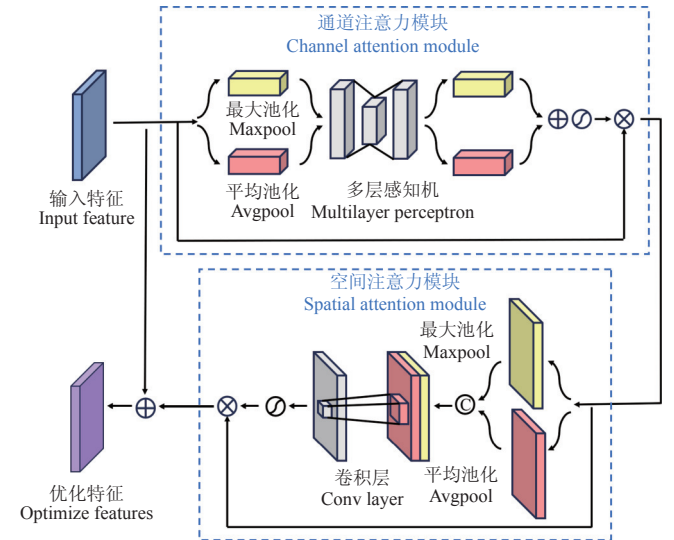 通道注意力模块
Channel attention module
最大池化
Maxpool
平均池化
Avgpool
多层感知机
Multilayer perceptron
输入特征
Input feature
空间注意力模块
Spatial attention module
最大池化
Maxpool
C
平均池化
Avgpool
卷积层
Conv layer
优化特征
Optimize features